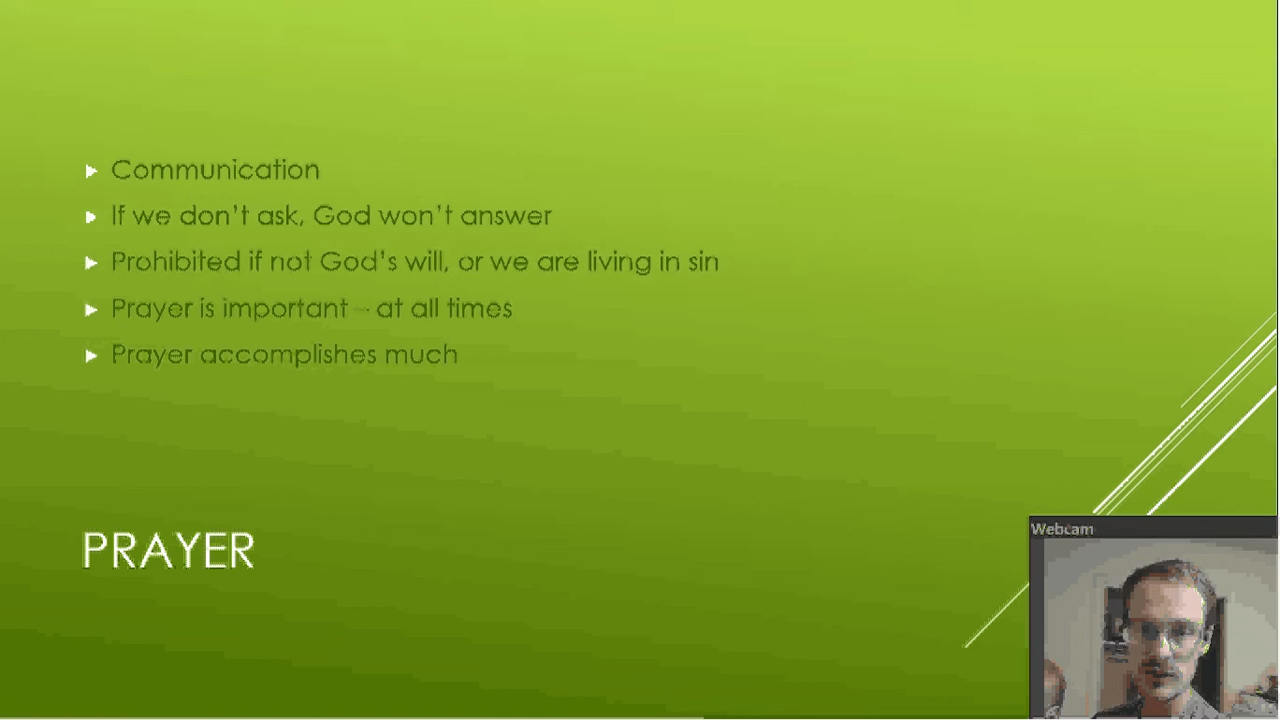 Communication
If we don't ask, God won't answer
Prohibited if not God's will, or we are living in sin
Prayer is important – at all times
Prayer accomplishes much
PRAYER
Webcam